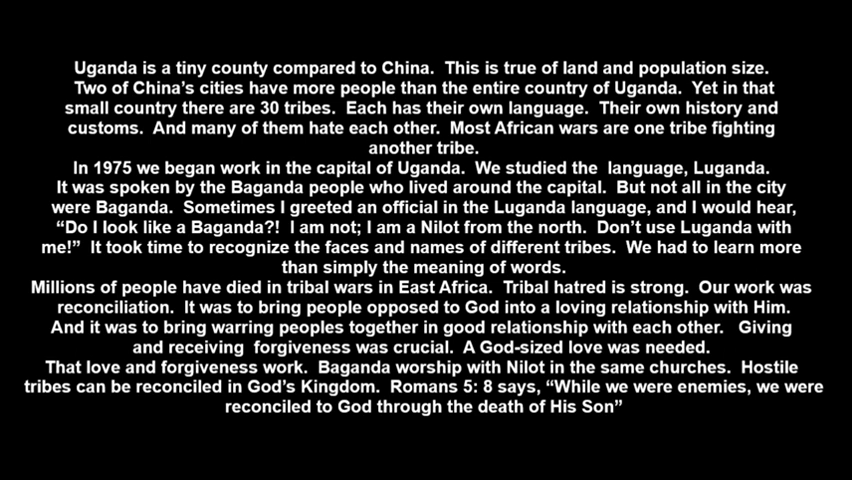 Uganda is a tiny county compared to China.  This is true of land and population size.
Two of China's cities have more people than the entire country of Uganda.  Yet in that
small country there are 30 tribes.  Each has their own language.  Their own history and
customs.  And many of them hate each other.  Most African wars are one tribe fighting
another tribe.
In 1975 we began work in the capital of Uganda.  We studied the  language, Luganda.
It was spoken by the Baganda people who lived around the capital.  But not all in the city
were Baganda.  Sometimes I greeted an official in the Luganda language, and I would hear,
“Do I look like a Baganda?!  I am not; I am a Nilot from the north.  Don't use Luganda with
me!”  It took time to recognize the faces and names of different tribes.  We had to learn more
than simply the meaning of words.
Millions of people have died in tribal wars in East Africa.  Tribal hatred is strong.  Our work was
reconciliation.  It was to bring people opposed to God into a loving relationship with Him.
And it was to bring warring peoples together in good relationship with each other.   Giving
and receiving  forgiveness was crucial.  A God-sized love was needed.
That love and forgiveness work.  Baganda worship with Nilot in the same churches.  Hostile
tribes can be reconciled in God's Kingdom.  Romans 5: 8 says, “While we were enemies, we were
reconciled to God through the death of His Son”